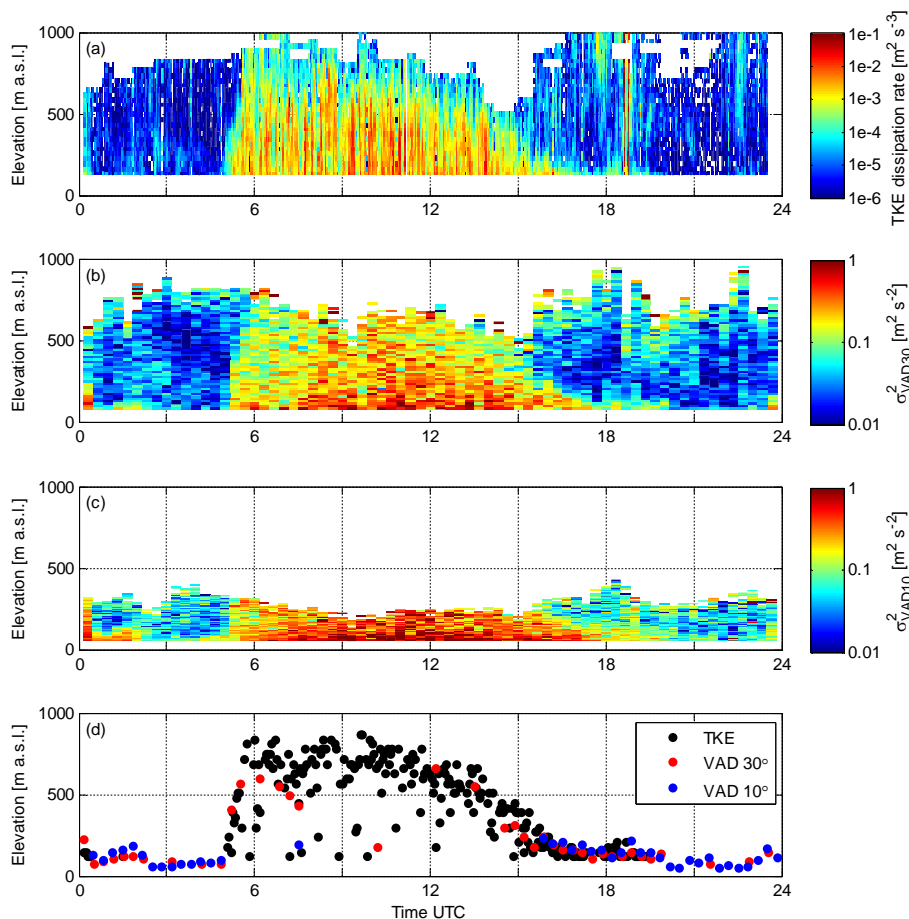 (a)
1000
500
0
Elevation [m a.s.l.]
0 6 12 18 24
1e-1
1e-2
1e-3
1e-4
1e-5
1e-6
TKE dissipation rate [m² s⁻³]
(b)
1000
500
0
Elevation [m a.s.l.]
0 6 12 18 24
1
0.1
0.01
σ²VAD30 [m² s⁻²]
(c)
1000
500
0
Elevation [m a.s.l.]
0 6 12 18 24
1
0.1
0.01
σ²VAD10 [m² s⁻²]
(d)
1000
500
0
Elevation [m a.s.l.]
TKE
VAD 30°
VAD 10°
0 6 12 18 24
Time UTC